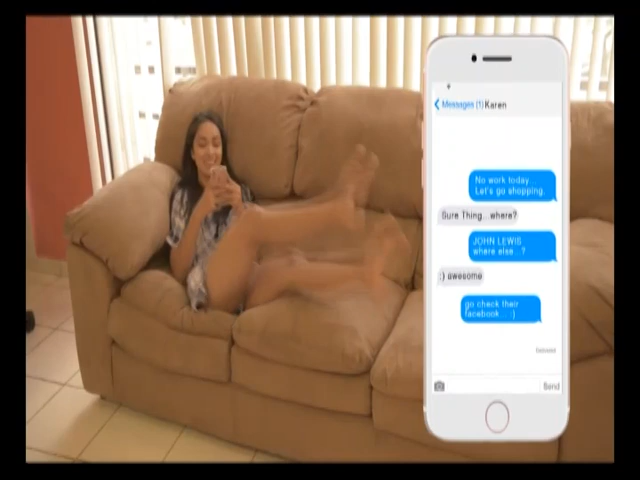 Messages (1) Karen
No work today...
Let's go shopping.
Sure Thing...where?
JOHN LEWIS
where else...?
:) awesome
go check their
facebook... :)
Delivered
Send